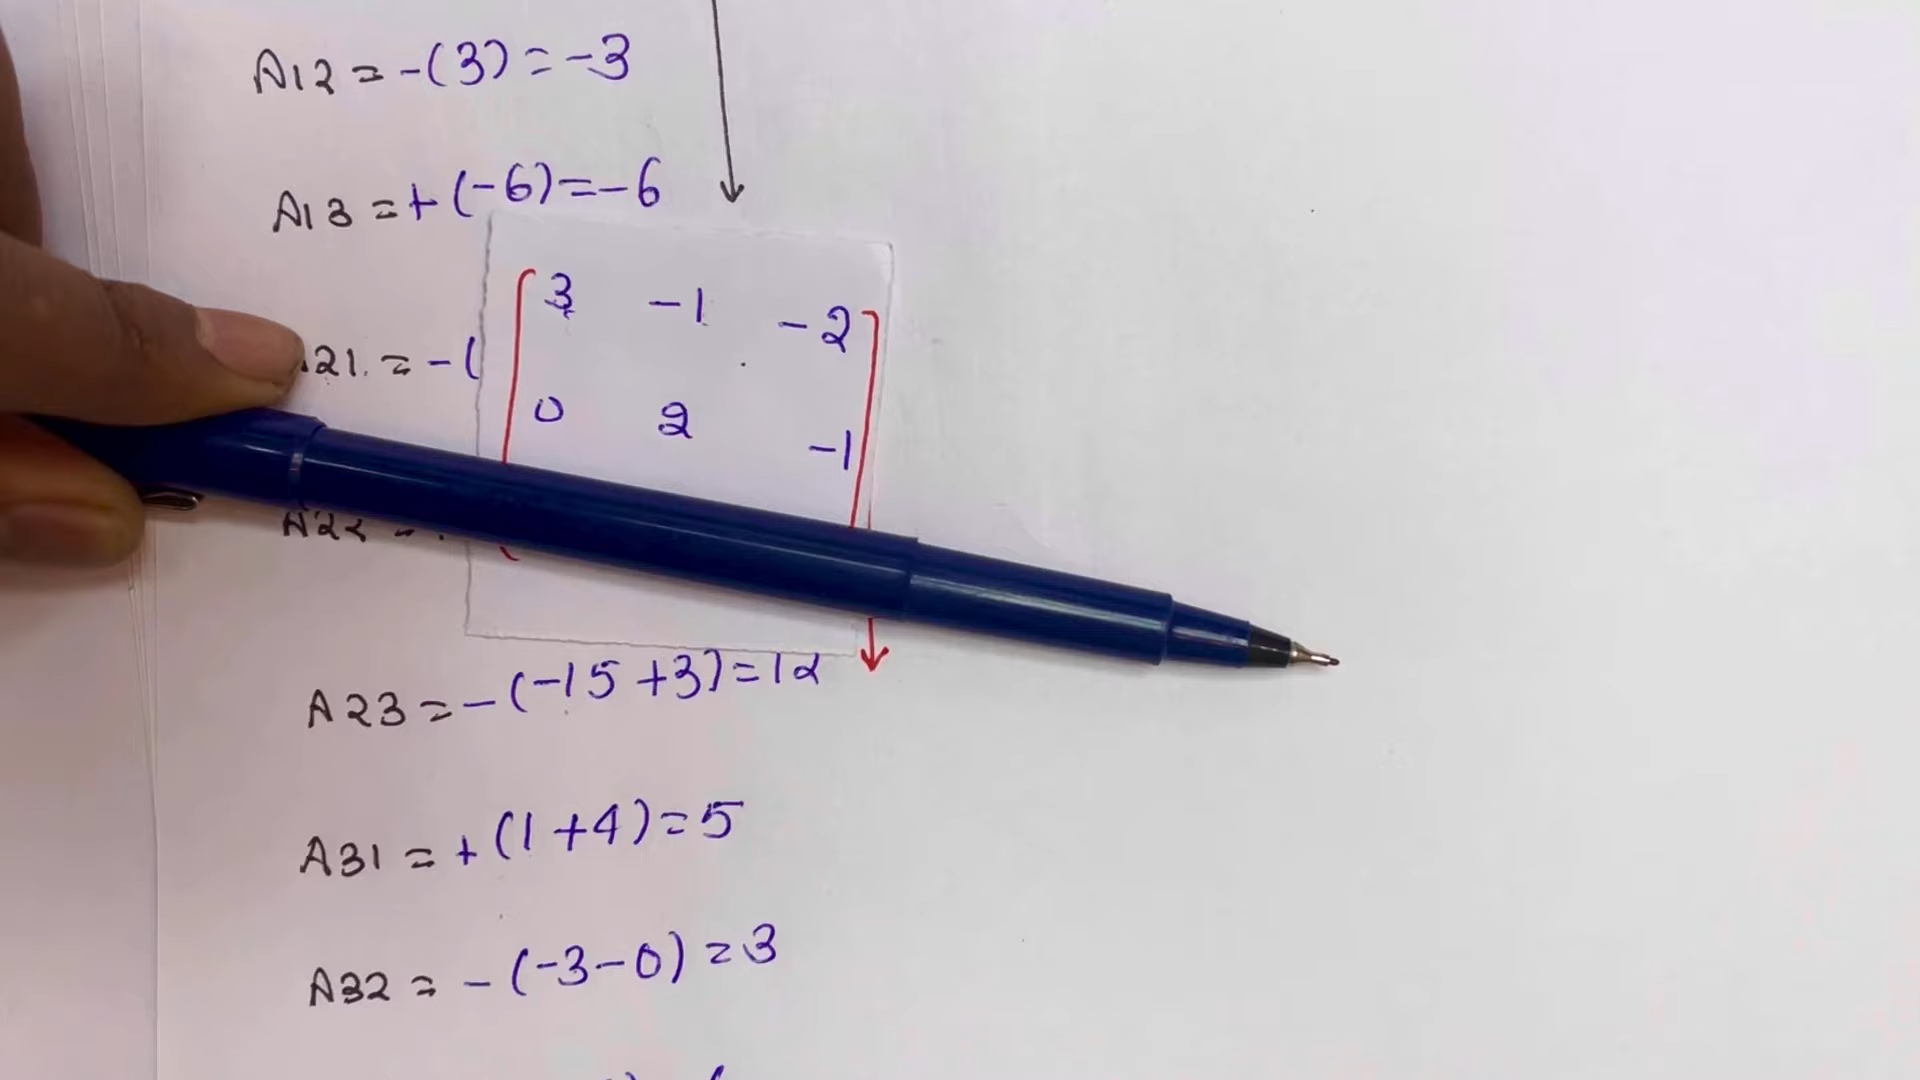 A12 = -(3) = -3
A13 = + (-6) = -6
3 -1 -2
A21 = -(
0 2 -1
A23 = - (-15 +3) = 12
A31 = + (1 + 4) = 5
A32 = - (-3 - 0) = 3